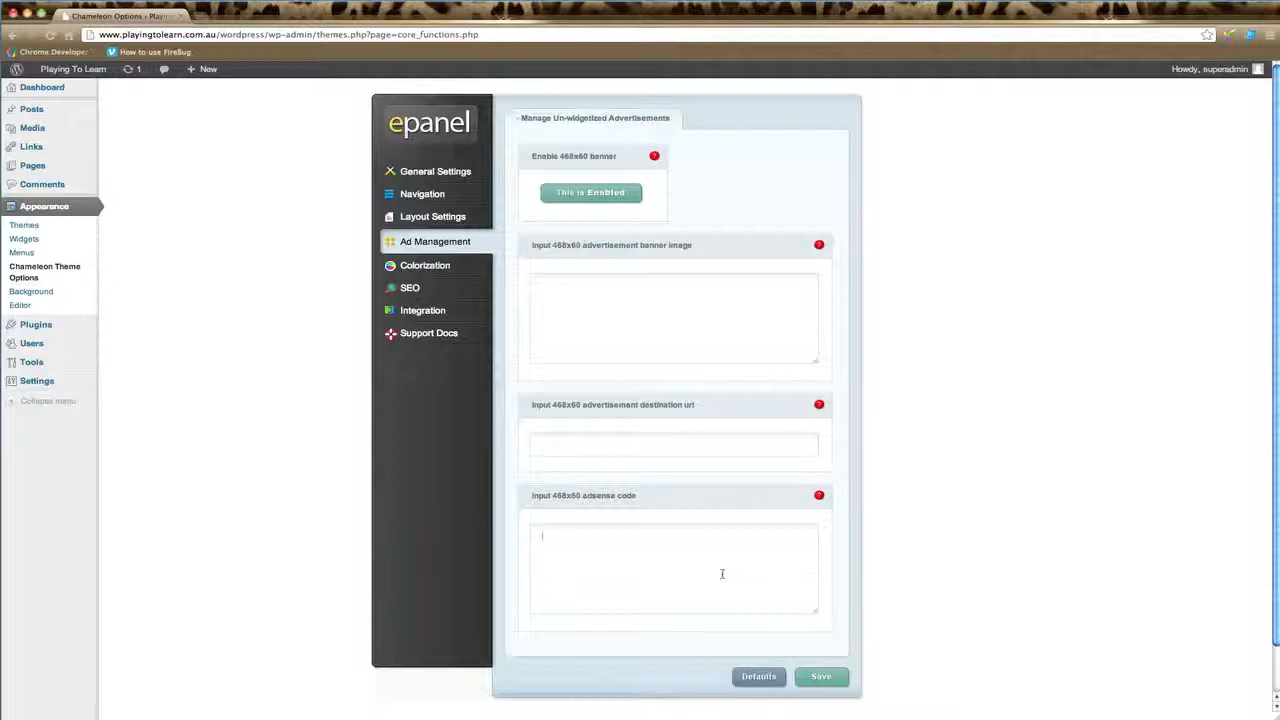 Chameleon Options ‹ Playi
www.playingtolearn.com.au/wordpress/wp-admin/themes.php?page=core_functions.php
Chrome Developer
How to use FireBug
Playing To Learn
1
+ New
Howdy, superadmin
Dashboard
Posts
Media
Links
Pages
Comments
Appearance
Themes
Widgets
Menus
Chameleon Theme
Options
Background
Editor
Plugins
Users
Tools
Settings
Collapse menu
epanel
General Settings
Navigation
Layout Settings
Ad Management
Colorization
SEO
Integration
Support Docs
Manage Un-widgetized Advertisements
Enable 468x60 banner
?
This is Enabled
Input 468x60 advertisement banner image
?
Input 468x60 advertisement destination url
?
Input 468x60 adsense code
?
Defaults
Save